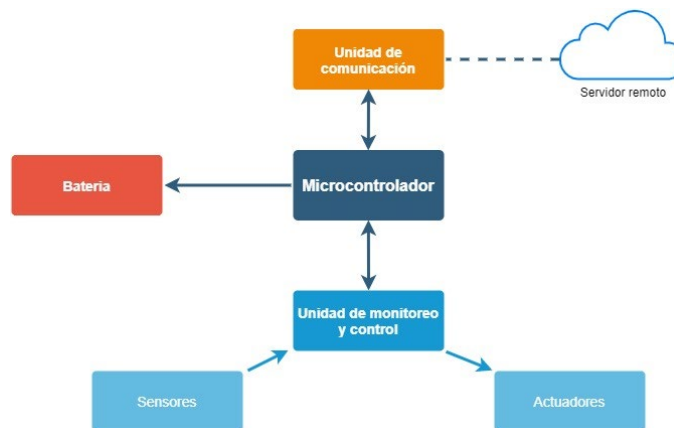 Unidad de
comunicación
Servidor remoto
Bateria
Microcontrolador
Unidad de monitoreo
y control
Sensores
Actuadores